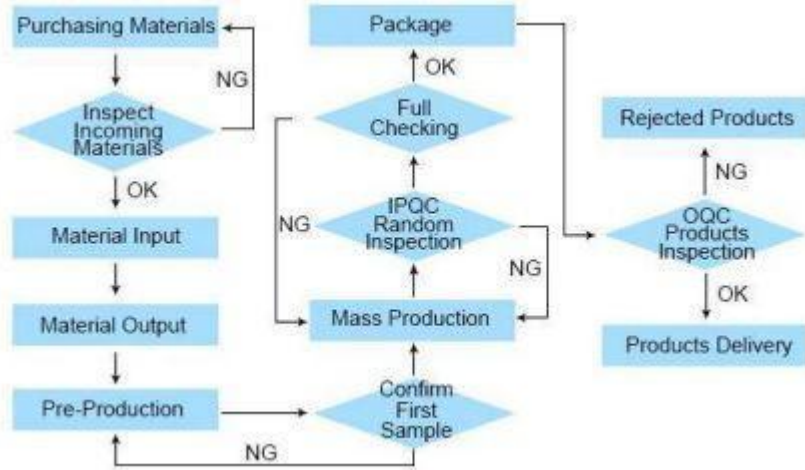 Purchasing Materials
NG
Inspect
Incoming
Materials
OK
Material Input
Material Output
Pre-Production
NG
Confirm
First
Sample
Mass Production
NG
IPQC
Random
Inspection
NG
Full
Checking
OK
Package
OQC
Products
Inspection
NG
Rejected Products
OK
Products Delivery